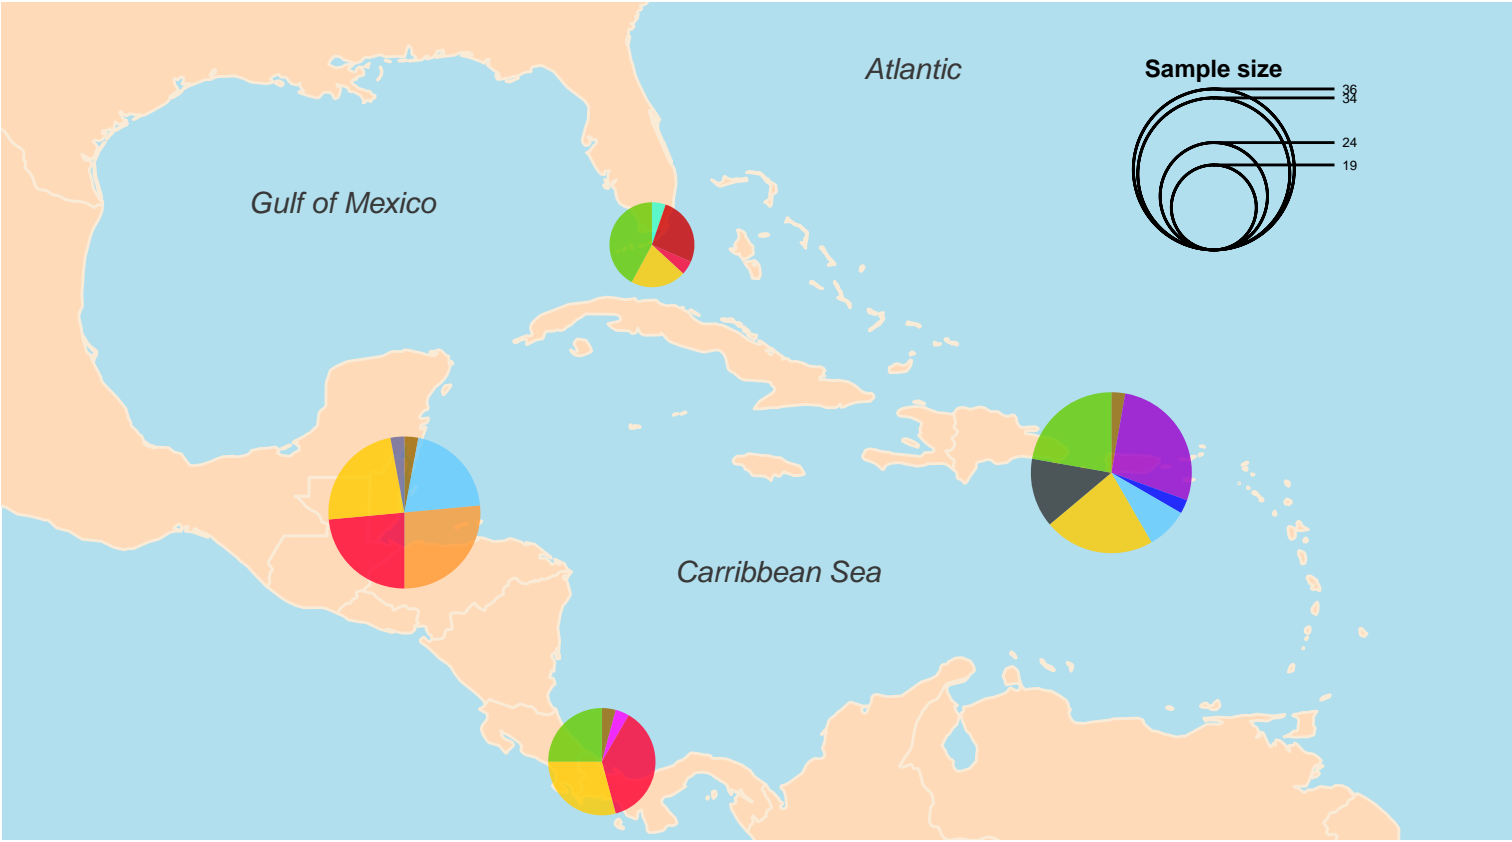 Atlantic
Sample size
36
34
24
19
Gulf of Mexico
Carribbean Sea